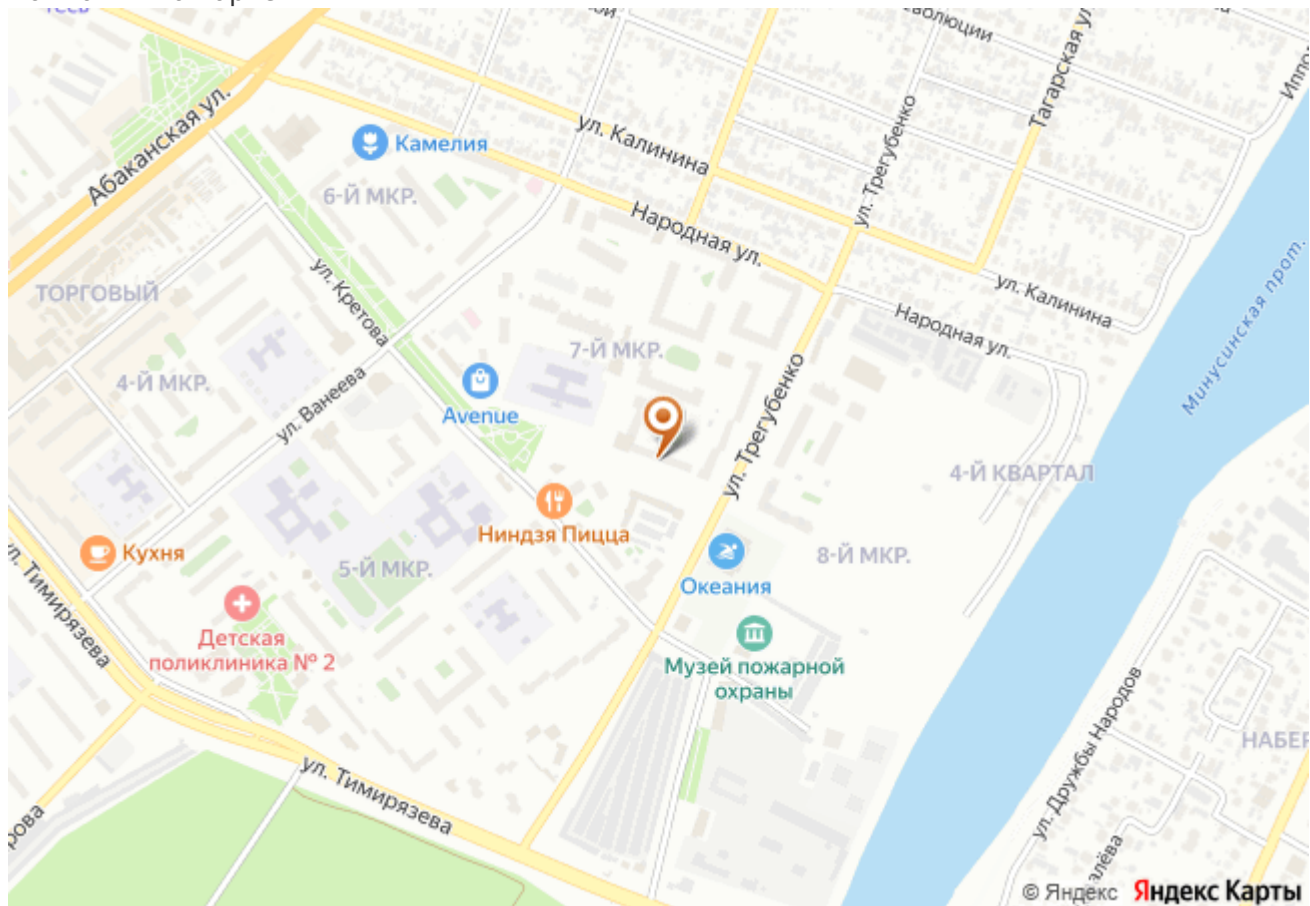 Абаканская ул.
Камелия
6-Й МКР.
ул. Калинина
ул. Трегубенко
Тагарская ул.
Народная ул.
ТОРГОВЫЙ
ул. Кретова
7-Й МКР.
ул. Калинина
Народная ул.
Минусинская прот.
4-Й МКР.
ул. Ванеева
Avenue
ул. Трегубенко
4-Й КВАРТАЛ
Ниндзя Пицца
Кухня
5-Й МКР.
Океания
8-Й МКР.
ул. Тимирязева
Детская
поликлиника № 2
Музей пожарной
охраны
ул. Дружбы Народов
НАБЕР
ул. Тимирязева
© Яндекс Яндекс Карты